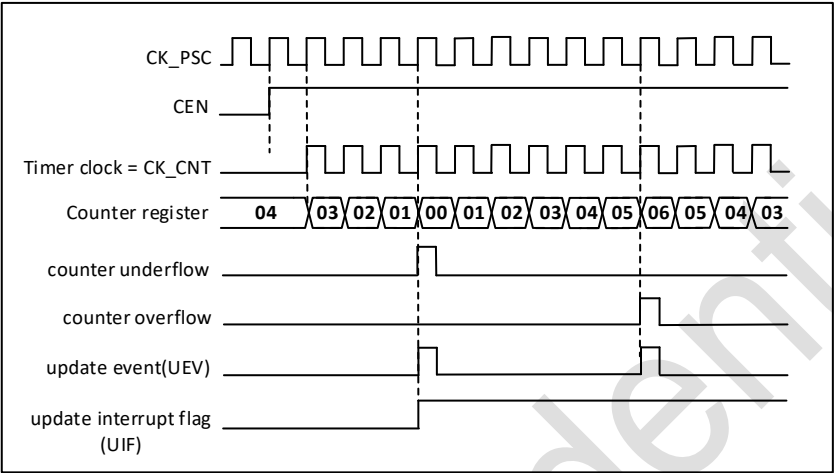 CK_PSC
CEN
Timer clock = CK_CNT
Counter register 04 03 02 01 00 01 02 03 04 05 06 05 04 03
counter underflow
counter overflow
update event(UEV)
update interrupt flag
(UIF)